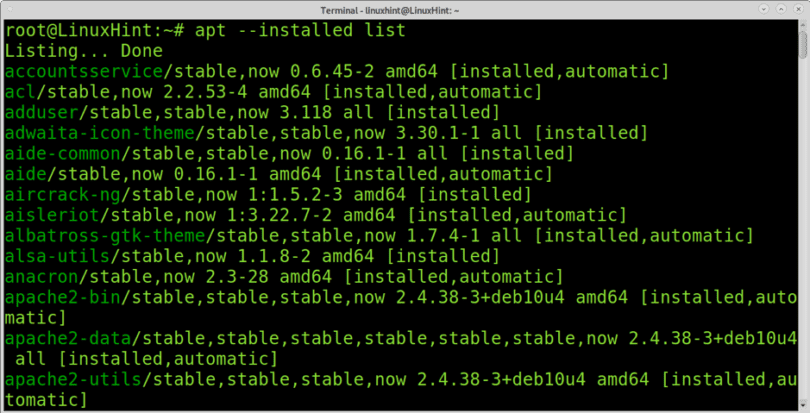 Terminal - linuxhint@LinuxHint: ~
root@LinuxHint:~# apt --installed list
Listing... Done
accountsservice/stable,now 0.6.45-2 amd64 [installed,automatic]
acl/stable,now 2.2.53-4 amd64 [installed,automatic]
adduser/stable,stable,now 3.118 all [installed]
adwaita-icon-theme/stable,stable,now 3.30.1-1 all [installed]
aide-common/stable,stable,now 0.16.1-1 all [installed]
aide/stable,now 0.16.1-1 amd64 [installed,automatic]
aircrack-ng/stable,now 1:1.5.2-3 amd64 [installed]
aisleriot/stable,now 1:3.22.7-2 amd64 [installed,automatic]
albatross-gtk-theme/stable,stable,now 1.7.4-1 all [installed,automatic]
alsa-utils/stable,now 1.1.8-2 amd64 [installed]
anacron/stable,now 2.3-28 amd64 [installed,automatic]
apache2-bin/stable,stable,stable,now 2.4.38-3+deb10u4 amd64 [installed,auto
matic]
apache2-data/stable,stable,stable,stable,stable,stable,now 2.4.38-3+deb10u4
 all [installed,automatic]
apache2-utils/stable,stable,stable,now 2.4.38-3+deb10u4 amd64 [installed,au
tomatic]